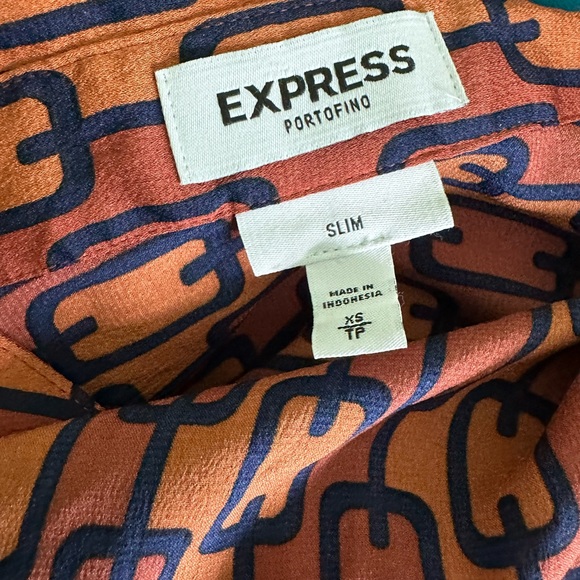 EXPRESS
PORTOFINO
SLIM
MADE IN
INDONESIA
XS
TP